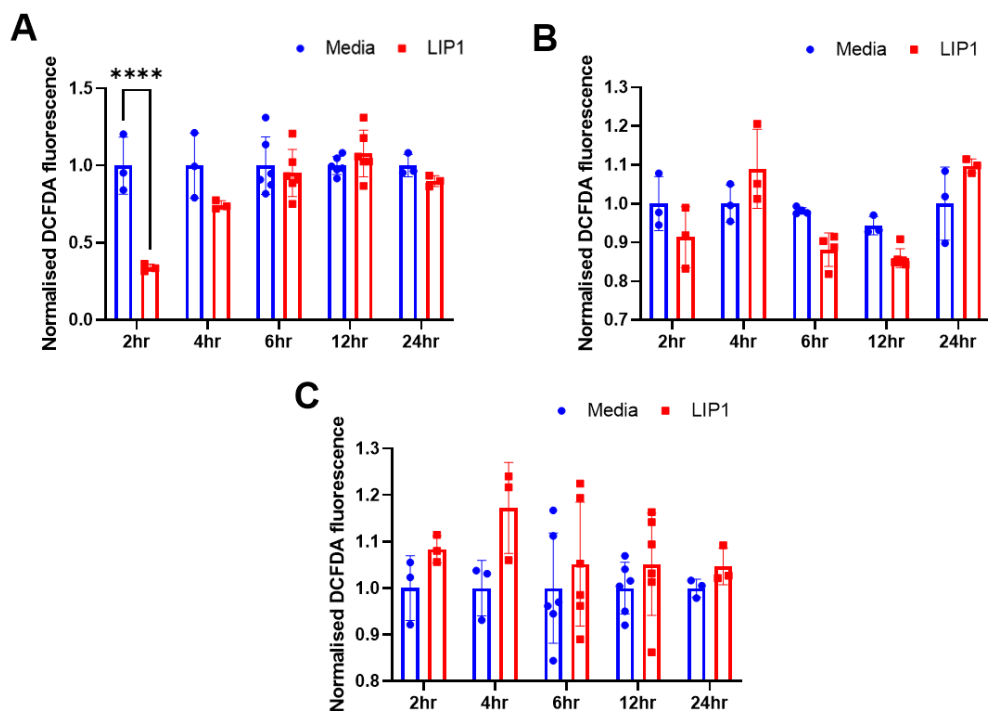 A
Media LIP1
Normalised DCFDA fluorescence
****
1.5
1.0
0.5
0.0
2hr 4hr 6hr 12hr 24hr
B
Media LIP1
Normalised DCFDA fluorescence
1.3
1.2
1.1
1.0
0.9
0.8
0.7
2hr 4hr 6hr 12hr 24hr
C
Media LIP1
Normalised DCFDA fluorescence
1.3
1.2
1.1
1.0
0.9
0.8
2hr 4hr 6hr 12hr 24hr